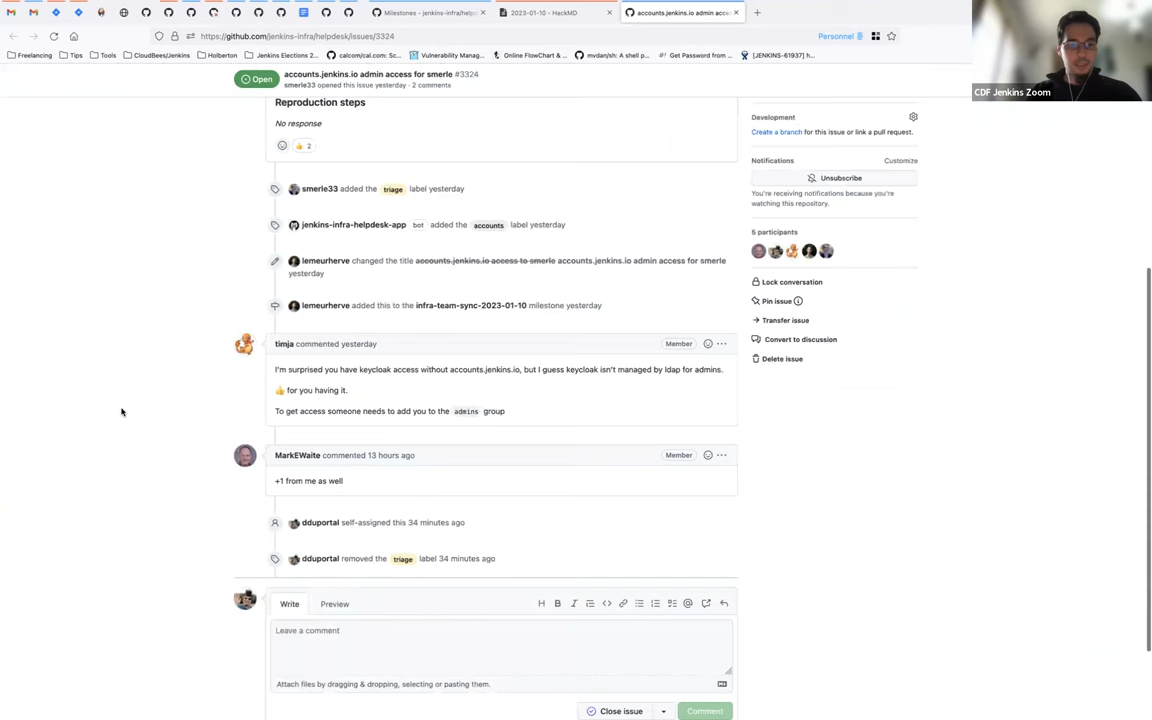 Milestones - jenkins-infra/help
2023-01-10 - HackMD
accounts.jenkins.io admin acce
https://github.com/jenkins-infra/helpdesk/issues/3324
Personnel
Freelancing
Tips
Tools
CloudBees/Jenkins
Holberton
Jenkins Elections 2...
calcom/cal.com: Sc...
Vulnerability Manag...
Online FlowChart & ...
mvdan/sh: A shell p...
Get Password from ...
[JENKINS-61937] h...
CDF Jenkins Zoom
Open
accounts.jenkins.io admin access for smerle #3324
smerle33 opened this issue yesterday · 2 comments
Reproduction steps
No response
👍 2
smerle33 added the triage label yesterday
jenkins-infra-helpdesk-app bot added the accounts label yesterday
lemeurherve changed the title accounts.jenkins.io access to smerle accounts.jenkins.io admin access for smerle
yesterday
lemeurherve added this to the infra-team-sync-2023-01-10 milestone yesterday
timja commented yesterday
Member
I'm surprised you have keycloak access without accounts.jenkins.io, but I guess keycloak isn't managed by ldap for admins.
👍 for you having it.
To get access someone needs to add you to the admins group
MarkEWaite commented 13 hours ago
Member
+1 from me as well
dduportal self-assigned this 34 minutes ago
dduportal removed the triage label 34 minutes ago
Write
Preview
Leave a comment
Attach files by dragging & dropping, selecting or pasting them.
Close issue
Comment
Development
Create a branch for this issue or link a pull request.
Notifications
Customize
Unsubscribe
You're receiving notifications because you're
watching this repository.
5 participants
Lock conversation
Pin issue
Transfer issue
Convert to discussion
Delete issue